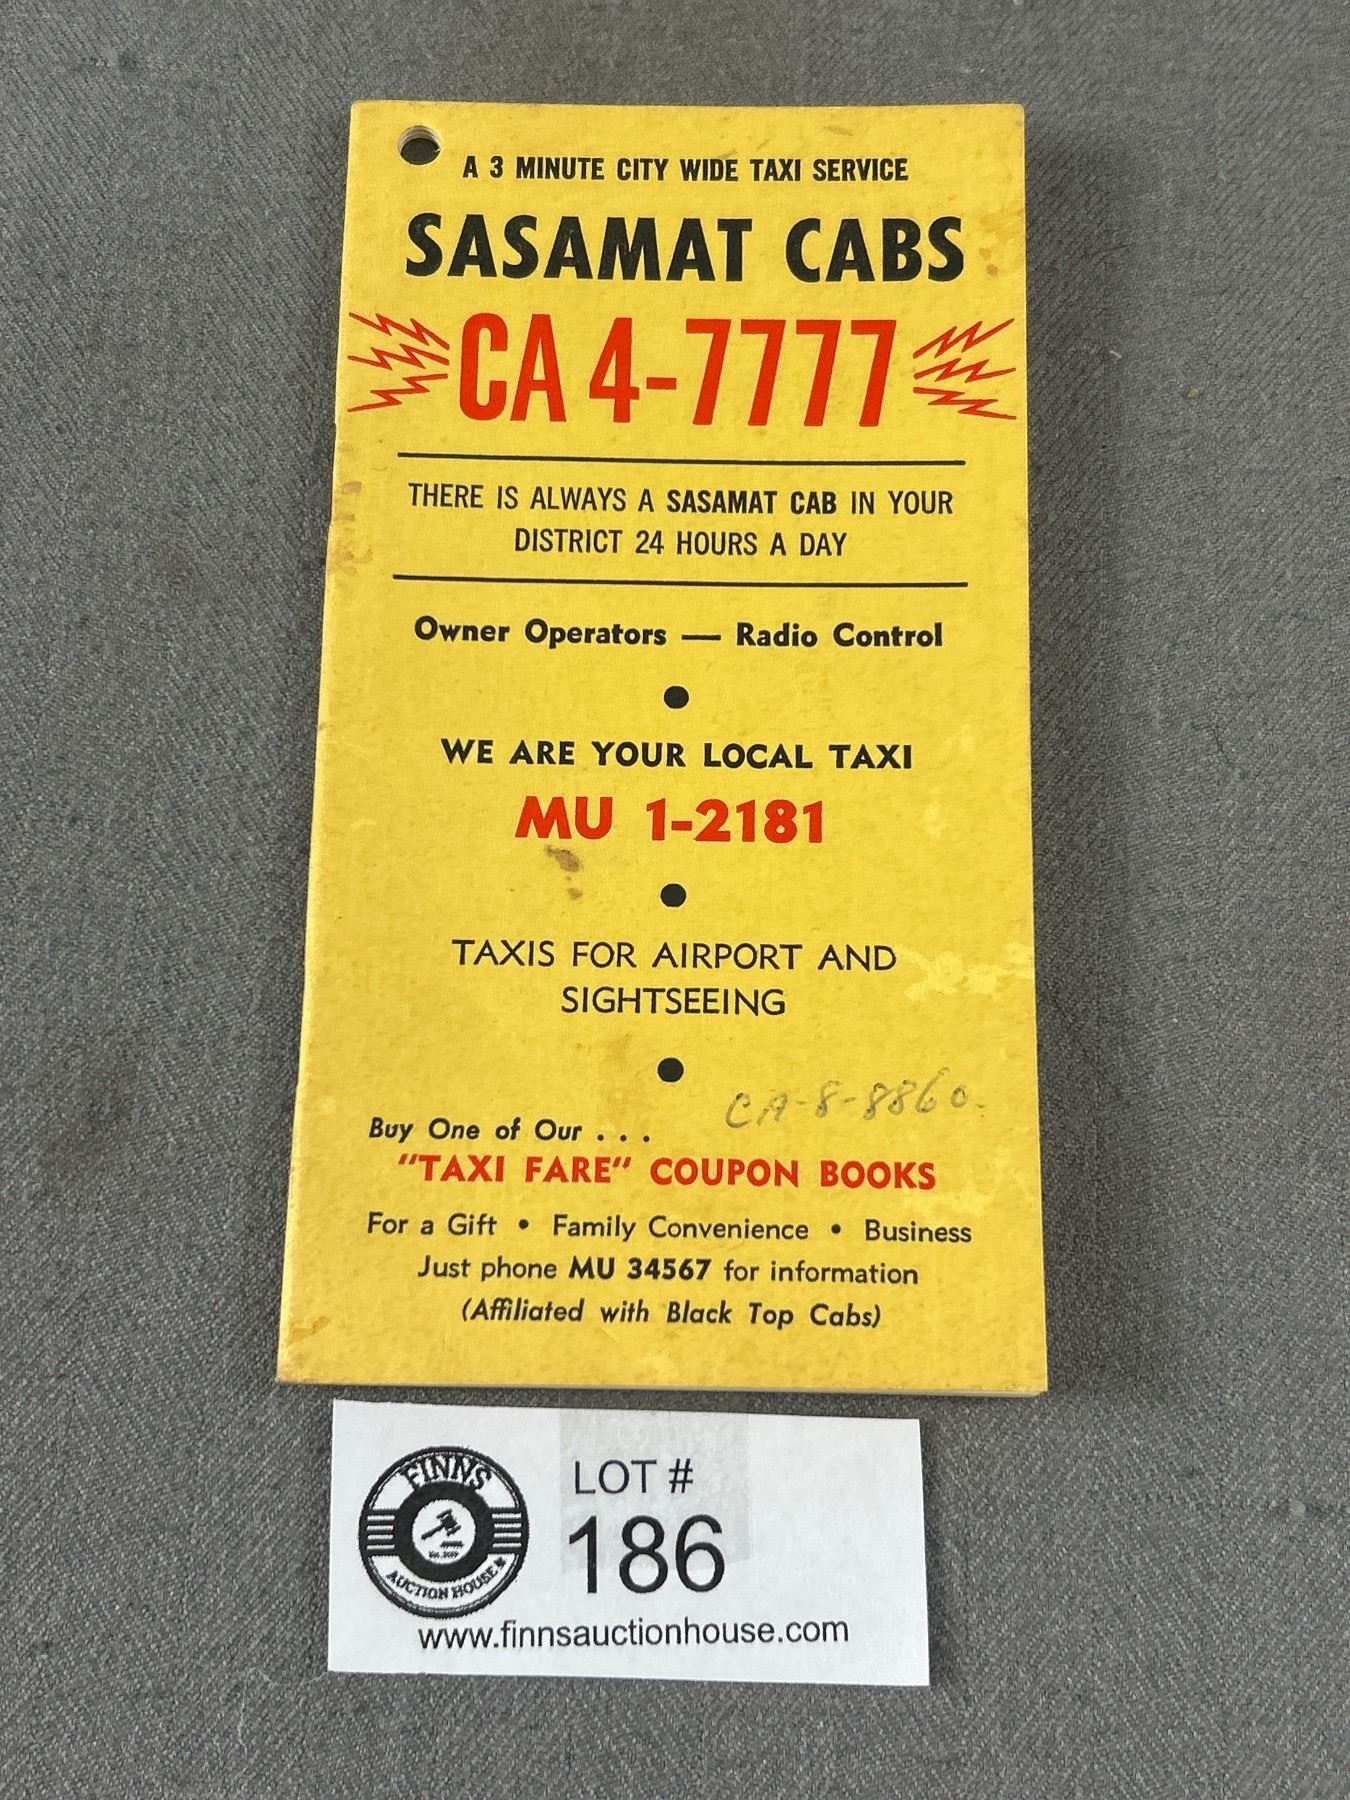 A 3 MINUTE CITY WIDE TAXI SERVICE
SASAMAT CABS
CA 4-7777
THERE IS ALWAYS A SASAMAT CAB IN YOUR
DISTRICT 24 HOURS A DAY
Owner Operators — Radio Control
WE ARE YOUR LOCAL TAXI
MU 1-2181
TAXIS FOR AIRPORT AND
SIGHTSEEING
CA-8-8860.
Buy One of Our . . .
"TAXI FARE" COUPON BOOKS
For a Gift • Family Convenience • Business
Just phone MU 34567 for information
(Affiliated with Black Top Cabs)
FINNS
AUCTION HOUSE
LOT #
186
www.finnsauctionhouse.com